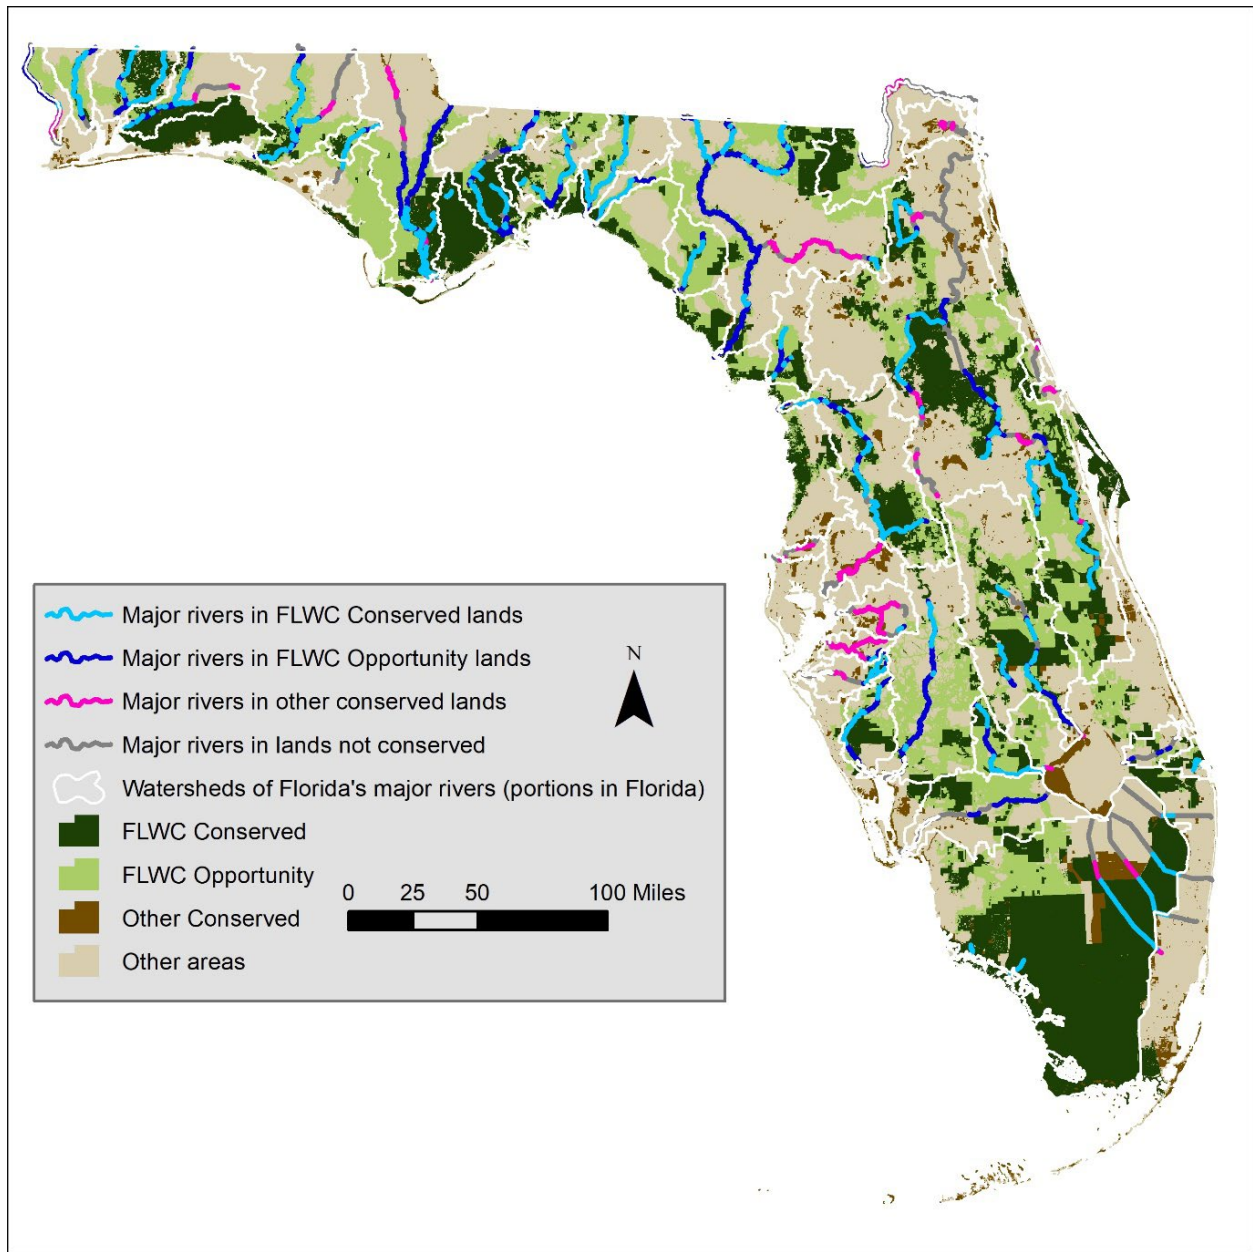 Major rivers in FLWC Conserved lands
Major rivers in FLWC Opportunity lands
Major rivers in other conserved lands
Major rivers in lands not conserved
Watersheds of Florida's major rivers (portions in Florida)
FLWC Conserved
FLWC Opportunity
Other Conserved
Other areas
N
0 25 50 100 Miles